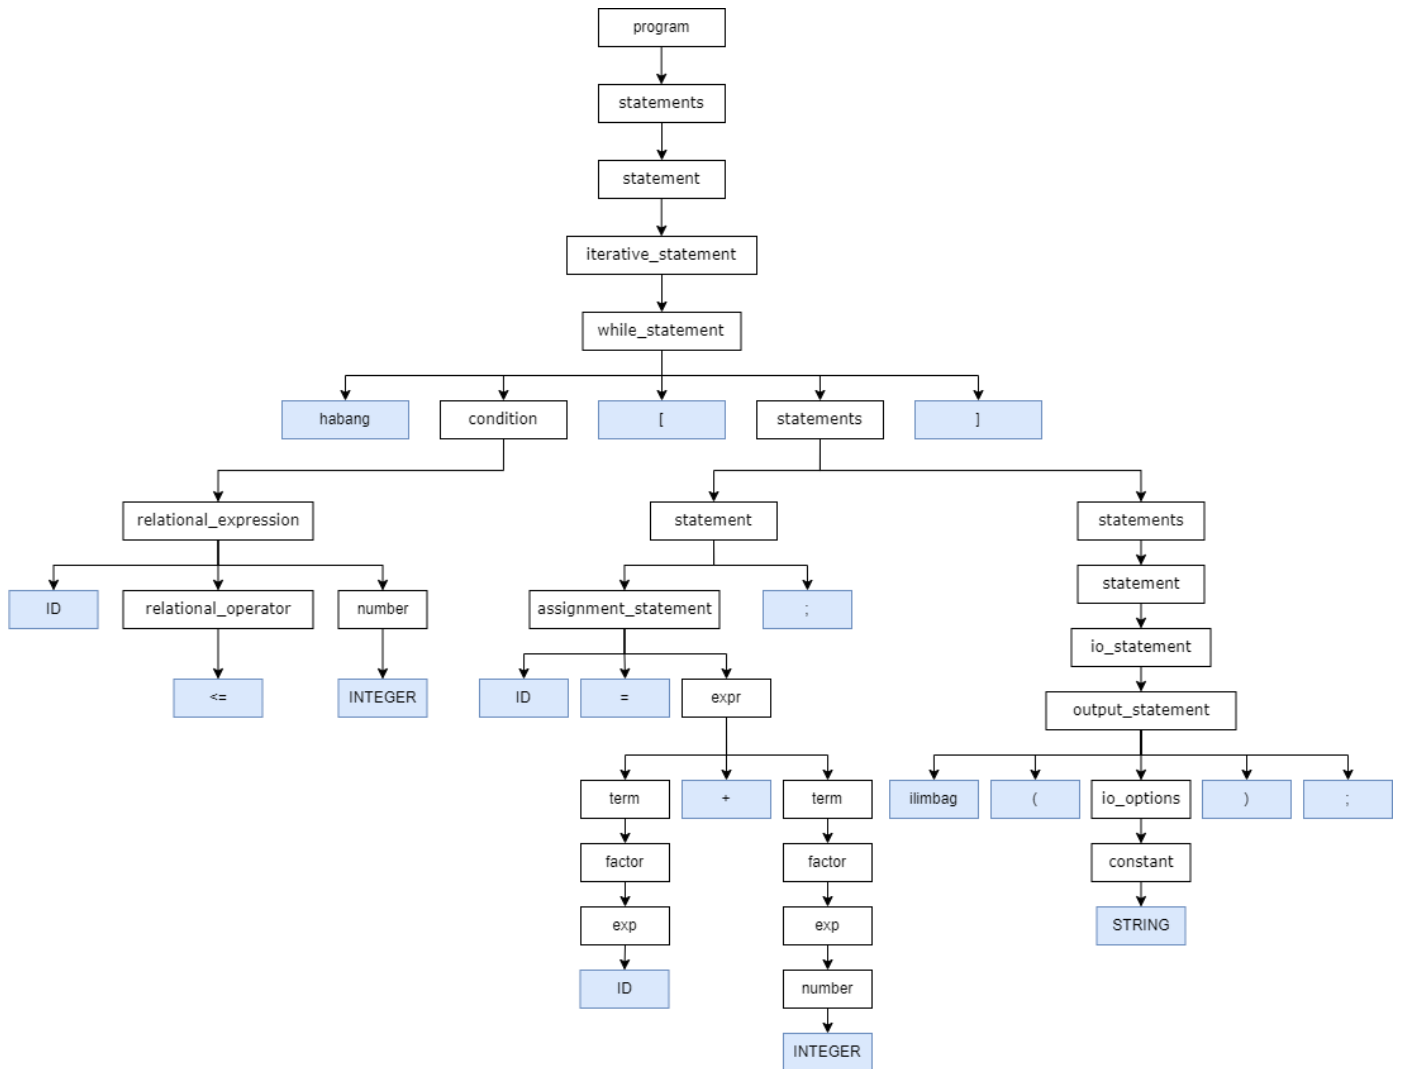 program
statements
statement
iterative_statement
while_statement
habang
condition
[
statements
]
relational_expression
statement
statements
ID
relational_operator
number
assignment_statement
;
statement
io_statement
<=
INTEGER
ID
=
expr
output_statement
term
+
term
ilimbag
(
io_options
)
;
factor
factor
constant
exp
exp
STRING
ID
number
INTEGER